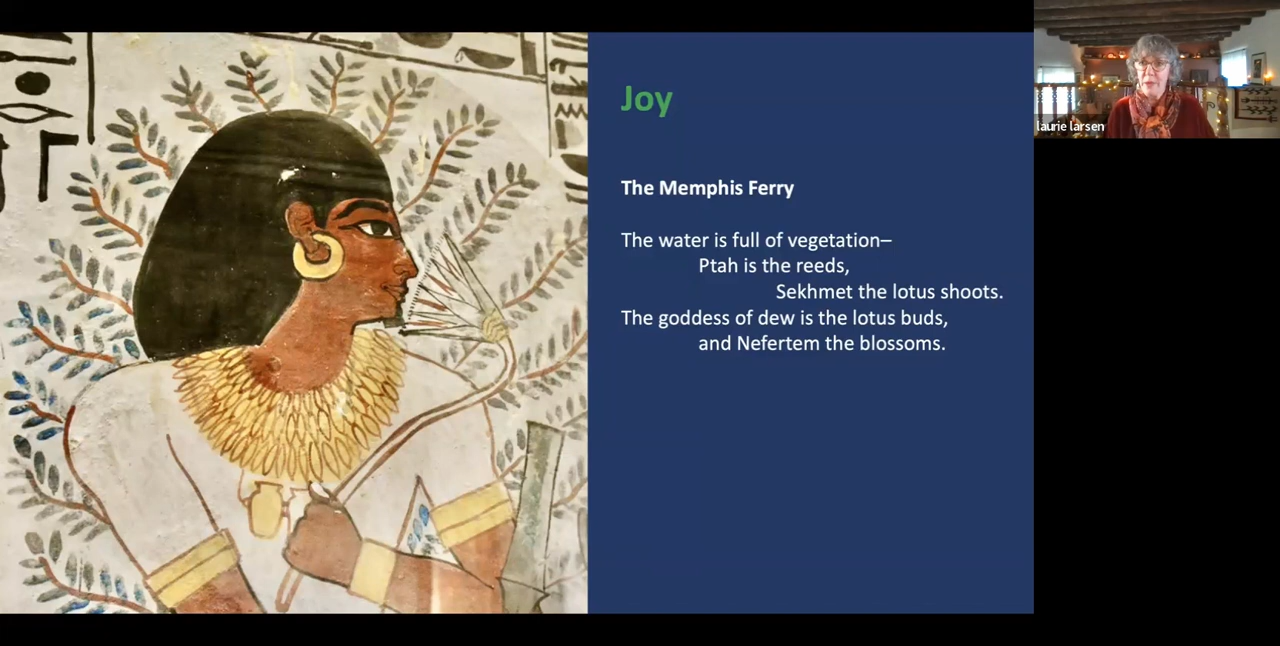 Joy
The Memphis Ferry
The water is full of vegetation–
Ptah is the reeds,
Sekhmet the lotus shoots.
The goddess of dew is the lotus buds,
and Nefertem the blossoms.
laurie larsen